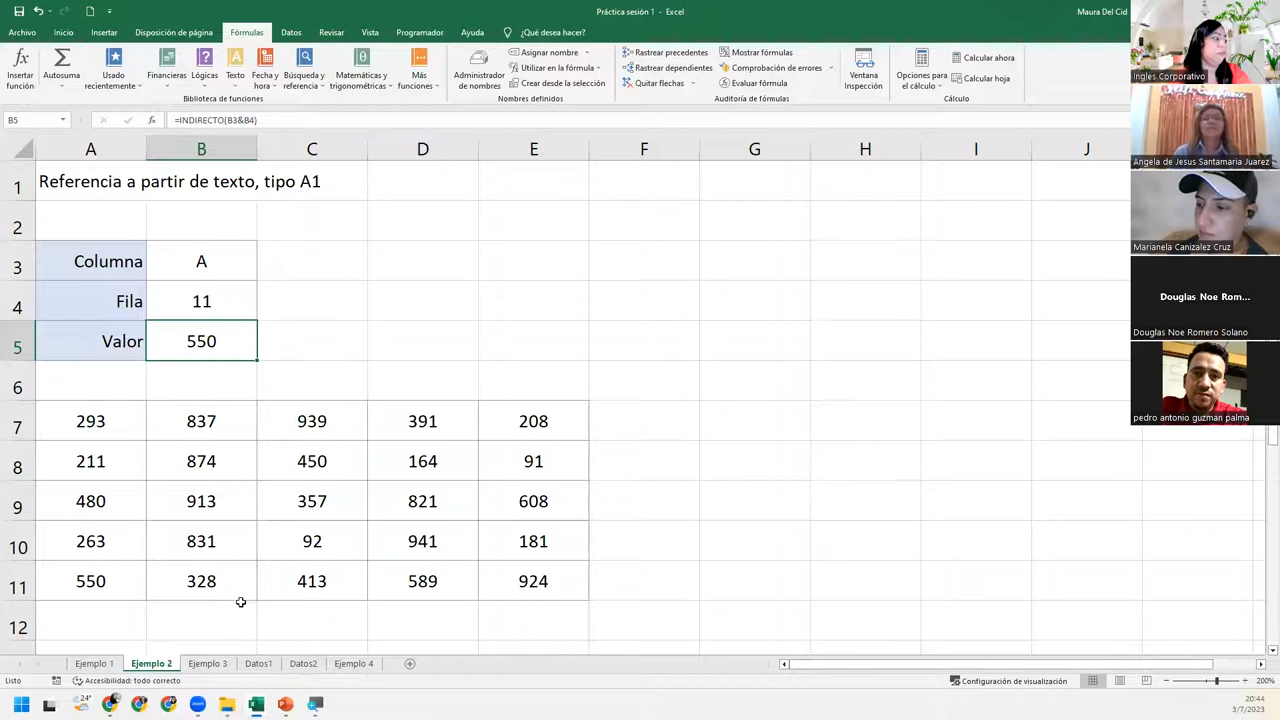 Práctica sesión 1 - Excel
Maura Del Cid
Archivo Inicio Insertar Disposición de página Fórmulas Datos Revisar Vista Programador Ayuda ¿Qué desea hacer?
Insertar función
Autosuma
Usado recientemente
Financieras
Lógicas
Texto
Fecha y hora
Búsqueda y referencia
Matemáticas y trigonométricas
Más funciones
Biblioteca de funciones
Administrador de nombres
Asignar nombre
Utilizar en la fórmula
Crear desde la selección
Nombres definidos
Rastrear precedentes
Rastrear dependientes
Quitar flechas
Mostrar fórmulas
Comprobación de errores
Evaluar fórmula
Auditoría de fórmulas
Ventana Inspección
Opciones para el cálculo
Calcular ahora
Calcular hoja
Cálculo
B5 fx =INDIRECTO(B3&B4)
A B C D E F G H I J
1 Referencia a partir de texto, tipo A1
2
3 Columna A
4 Fila 11
5 Valor 550
6
7 293 837 939 391 208
8 211 874 450 164 91
9 480 913 357 821 608
10 263 831 92 941 181
11 550 328 413 589 924
12
Ingles Corporativo
Angela de Jesus Santamaria Juarez
Marianela Canizalez Cruz
Douglas Noe Rom...
Douglas Noe Romero Solano
pedro antonio guzman palma
Ejemplo 1 Ejemplo 2 Ejemplo 3 Datos1 Datos2 Ejemplo 4
Listo Accesibilidad: todo correcto Configuración de visualización 200%
24°
20:44
3/7/2023